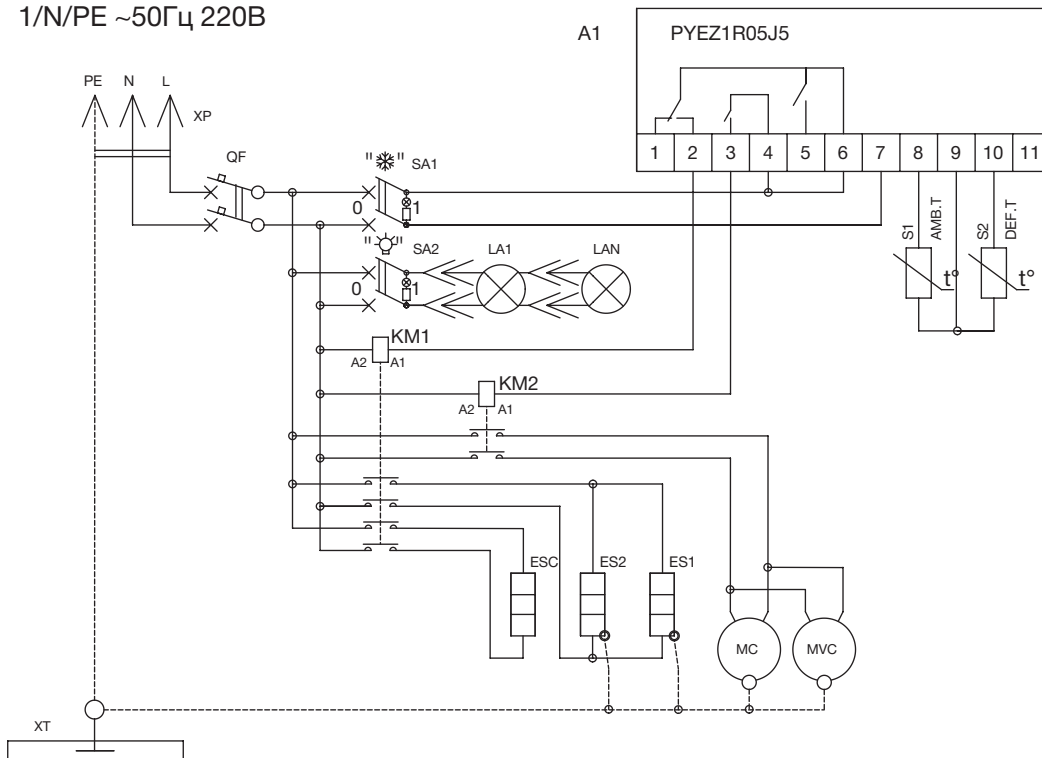 1/N/PE ~50Гц 220В
A1 PYEZ1R05J5
PE N L
XP
1 2 3 4 5 6 7 8 9 10 11
QF
"❄" SA1
0 1
S1 AMB.T
S2 DEF.T
t° t°
" " SA2 LA1 LAN
0 1
KM1
A2 A1
KM2
A2 A1
ESC ES2 ES1
MC MVC
XT